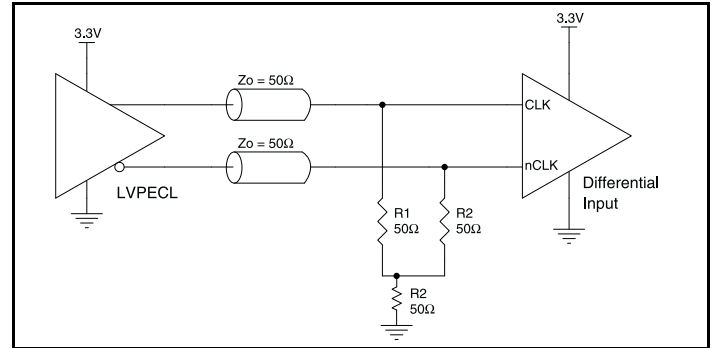 3.3V
3.3V
Zo = 50Ω
CLK
Zo = 50Ω
nCLK
LVPECL
Differential
Input
R1
50Ω
R2
50Ω
R2
50Ω